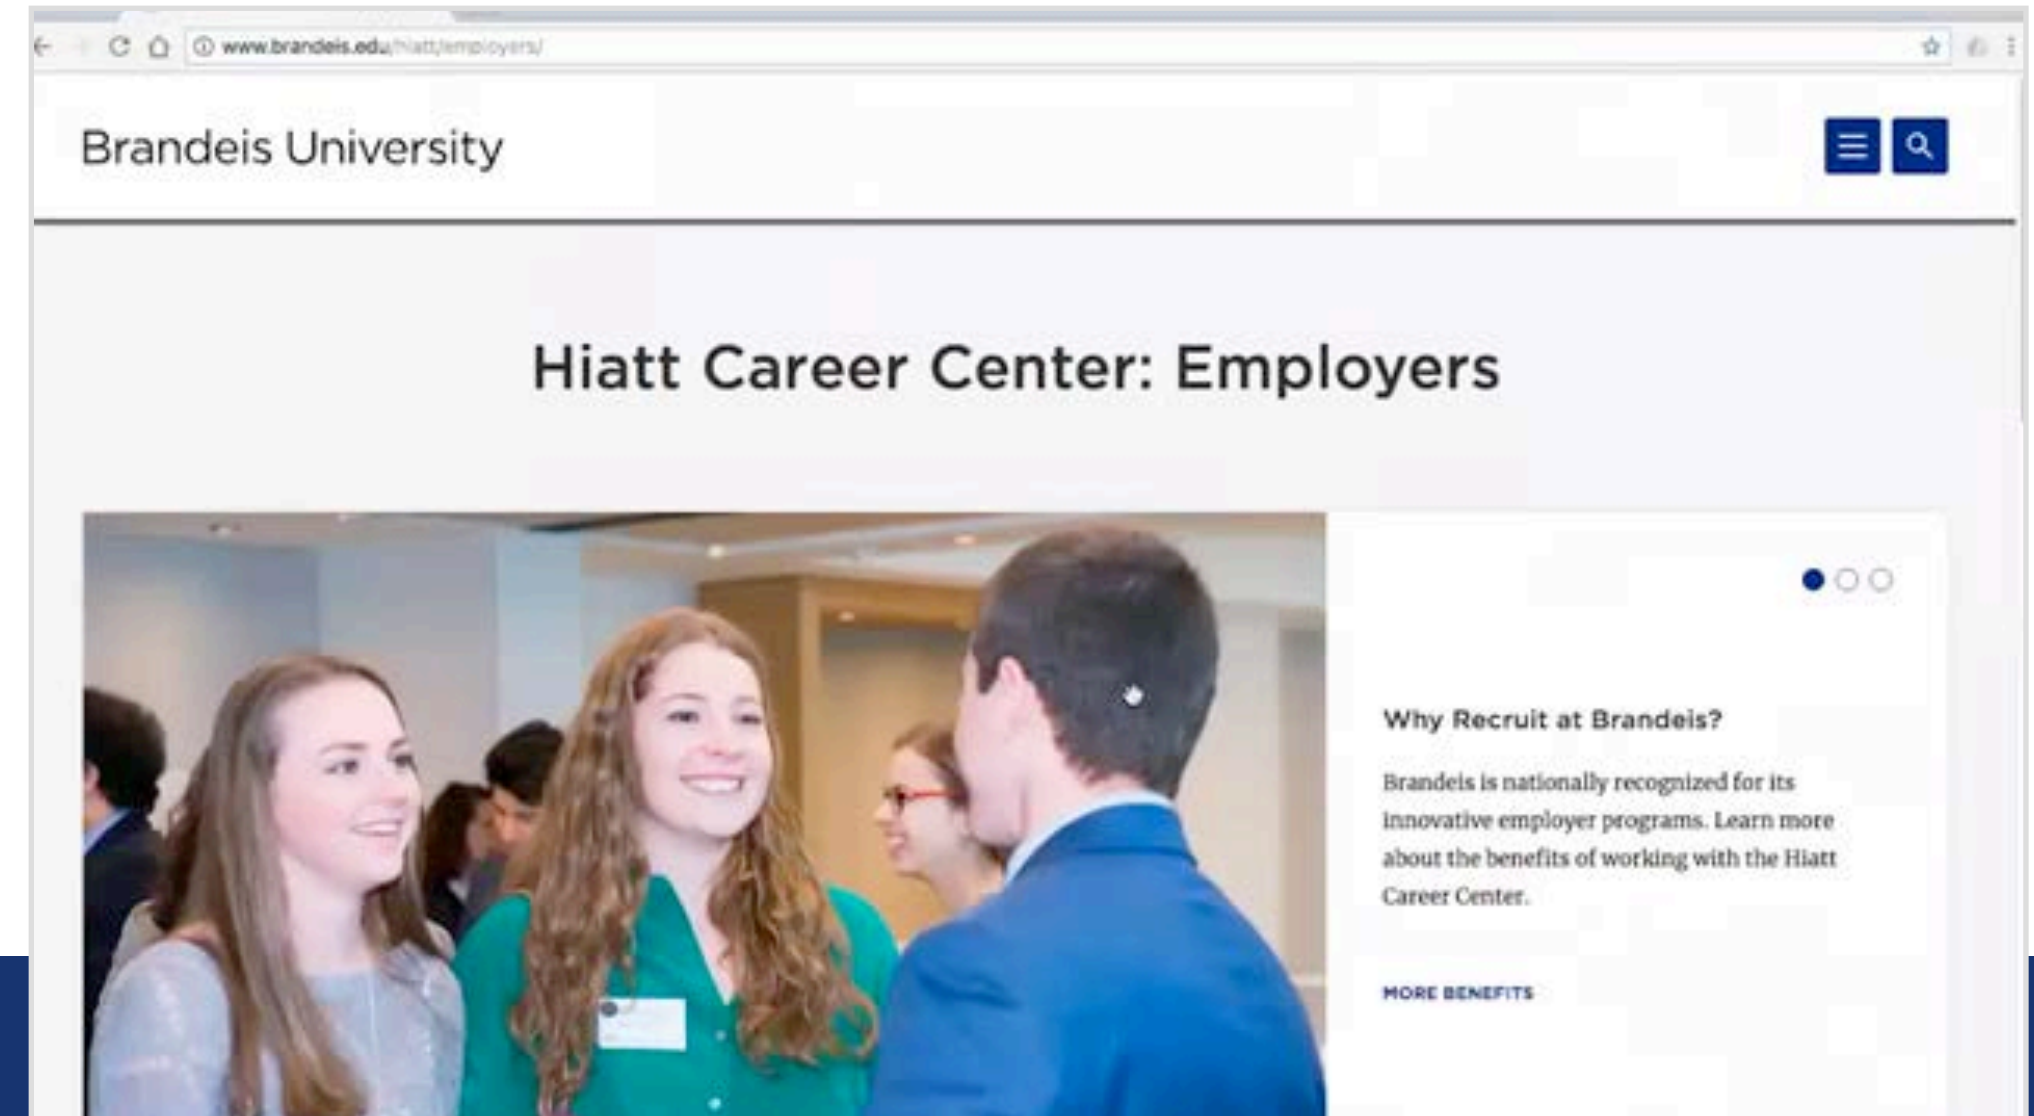 www.brandeis.edu/hiatt/employers/
Brandeis University
Hiatt Career Center: Employers
Why Recruit at Brandeis?
Brandeis is nationally recognized for its
innovative employer programs. Learn more
about the benefits of working with the Hiatt
Career Center.
MORE BENEFITS